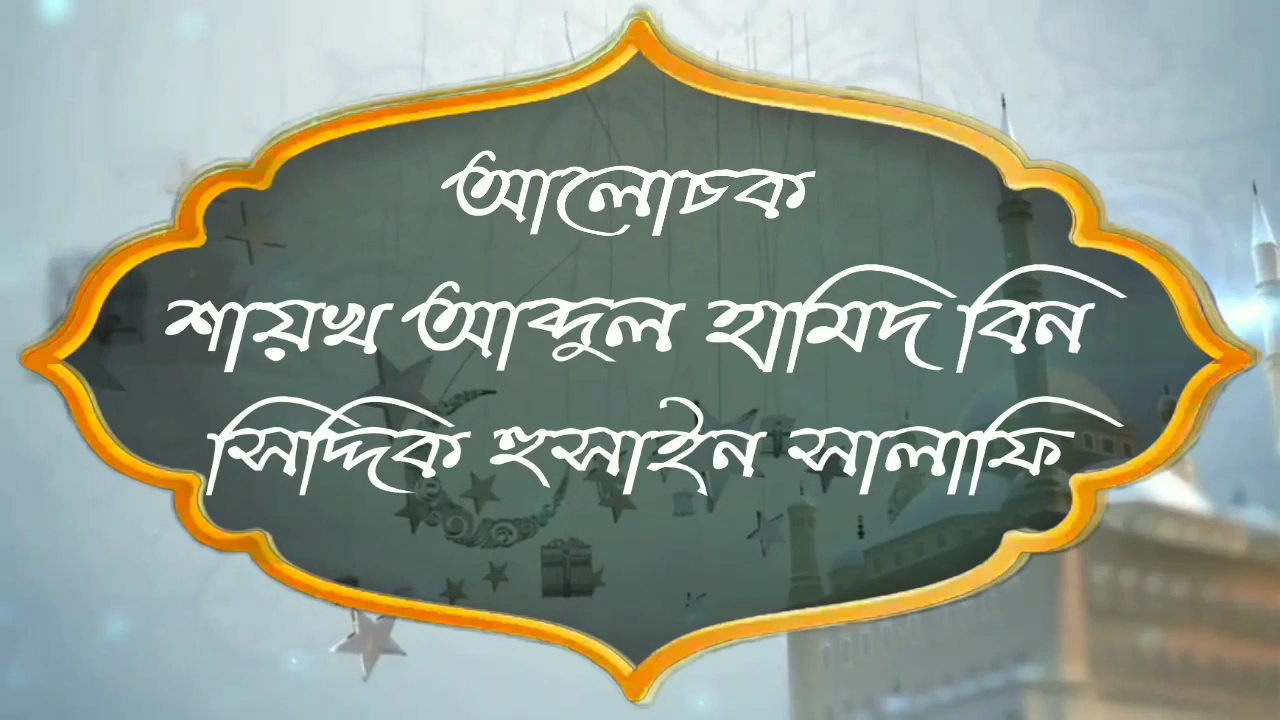 আলোচক
শায়খ আব্দুল হামিদ বিন
সিদ্দিক হুসাইন সালাফি